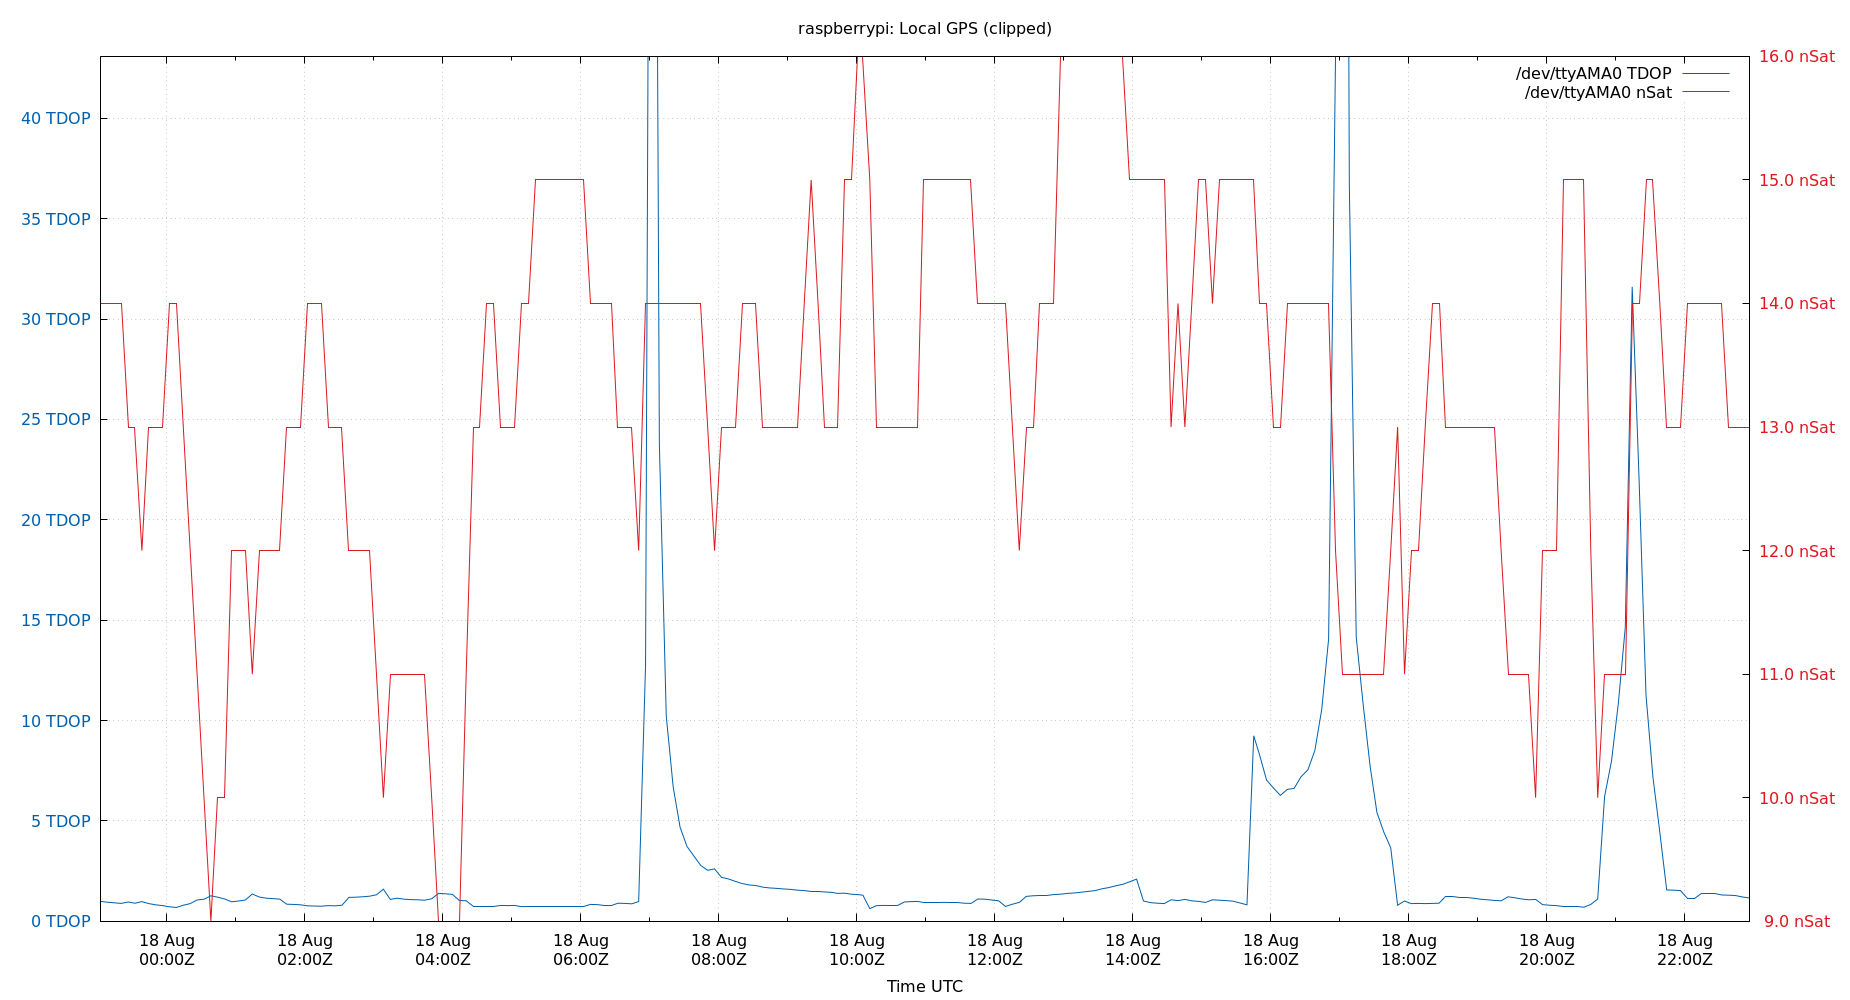 raspberrypi: Local GPS (clipped)
16.0 nSat
/dev/ttyAMA0 TDOP
/dev/ttyAMA0 nSat
40 TDOP
15.0 nSat
35 TDOP
14.0 nSat
30 TDOP
25 TDOP
13.0 nSat
20 TDOP
12.0 nSat
15 TDOP
11.0 nSat
10 TDOP
10.0 nSat
5 TDOP
0 TDOP
9.0 nSat
18 Aug 18 Aug 18 Aug 18 Aug 18 Aug 18 Aug 18 Aug 18 Aug 18 Aug 18 Aug 18 Aug 18 Aug
00:00Z 02:00Z 04:00Z 06:00Z 08:00Z 10:00Z 12:00Z 14:00Z 16:00Z 18:00Z 20:00Z 22:00Z
Time UTC